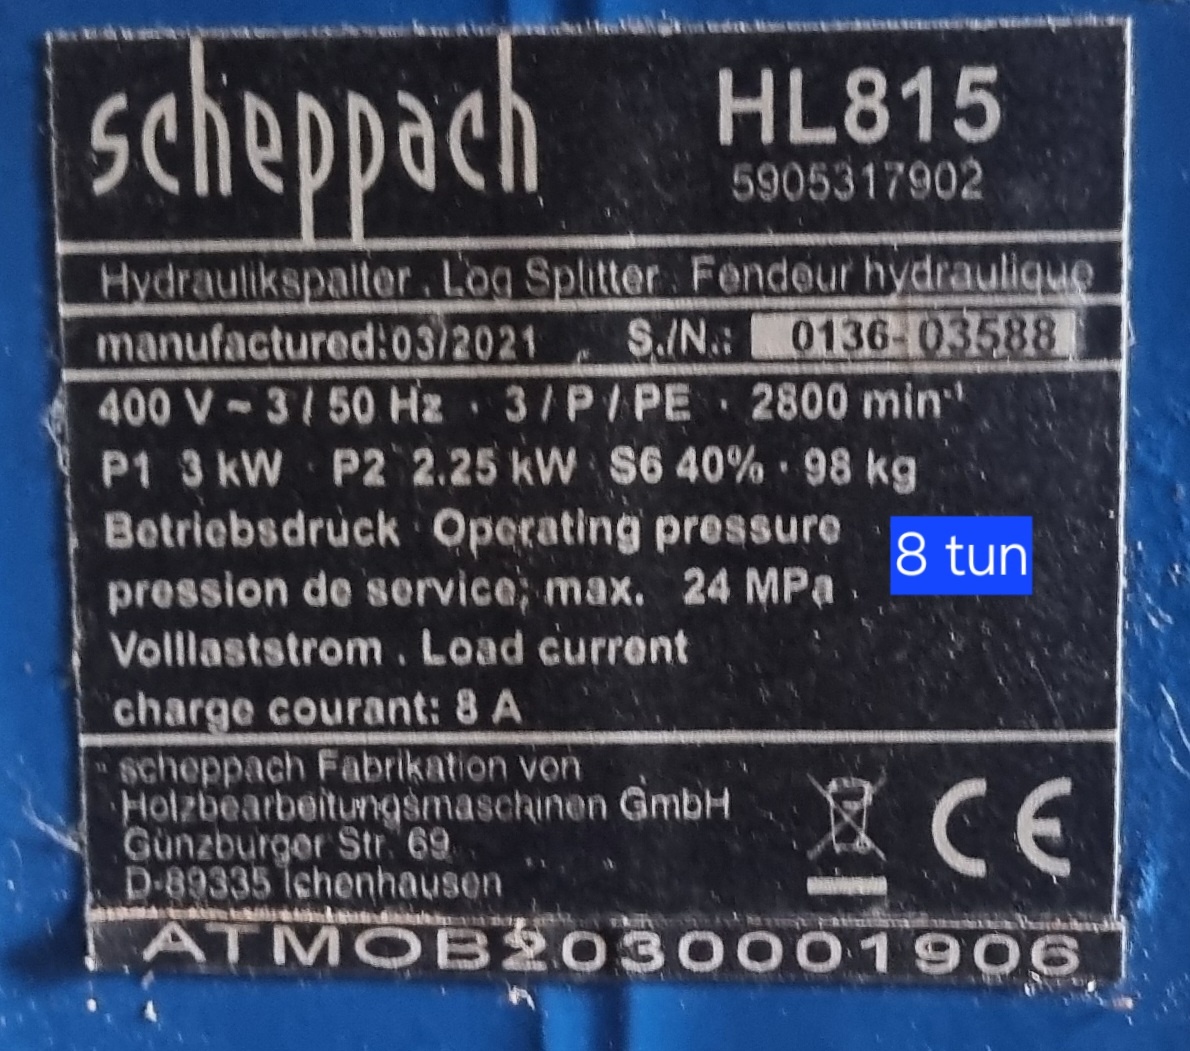 scheppach
HL815
5905317902
Hydraulikspalter . Log Splitter . Fendeur hydraulique
manufactured:03/2021 S./N.: 0136-03588
400 V ~ 3 / 50 Hz · 3 / P / PE · 2800 min⁻¹
P1 3 kW · P2 2.25 kW S6 40% · 98 kg
Betriebsdruck · Operating pressure
pression de service; max. 24 MPa .
8 tun
Volllaststrom . Load current
charge courant: 8 A
scheppach Fabrikation von
Holzbearbeitungsmaschinen GmbH
Günzburger Str. 69
D-89335 Ichenhausen
CE
ATMOB2030001906